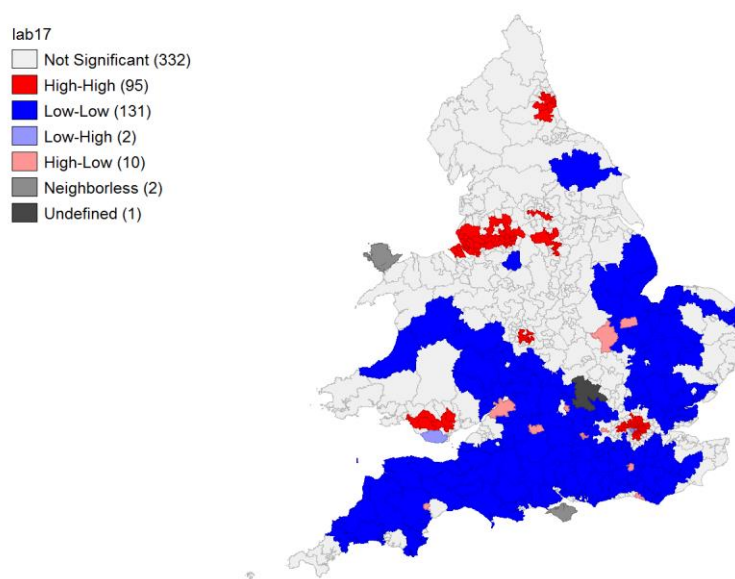 lab17
Not Significant (332)
High-High (95)
Low-Low (131)
Low-High (2)
High-Low (10)
Neighborless (2)
Undefined (1)